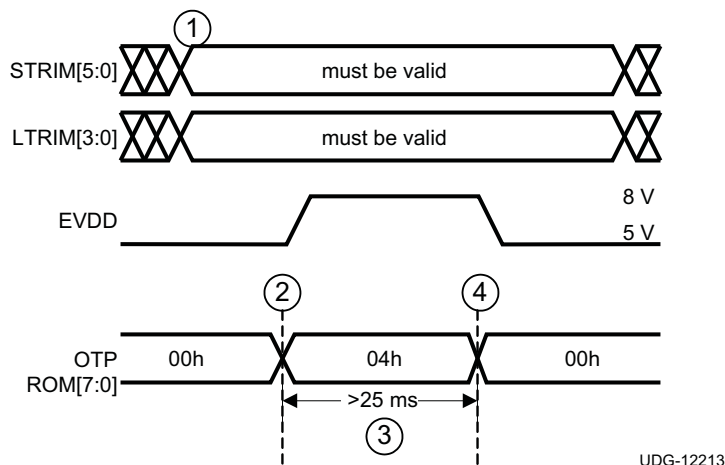 1
STRIM[5:0]
must be valid
LTRIM[3:0]
must be valid
EVDD
8 V
5 V
2
4
OTP
ROM[7:0]
00h
04h
00h
>25 ms
3
UDG-12213